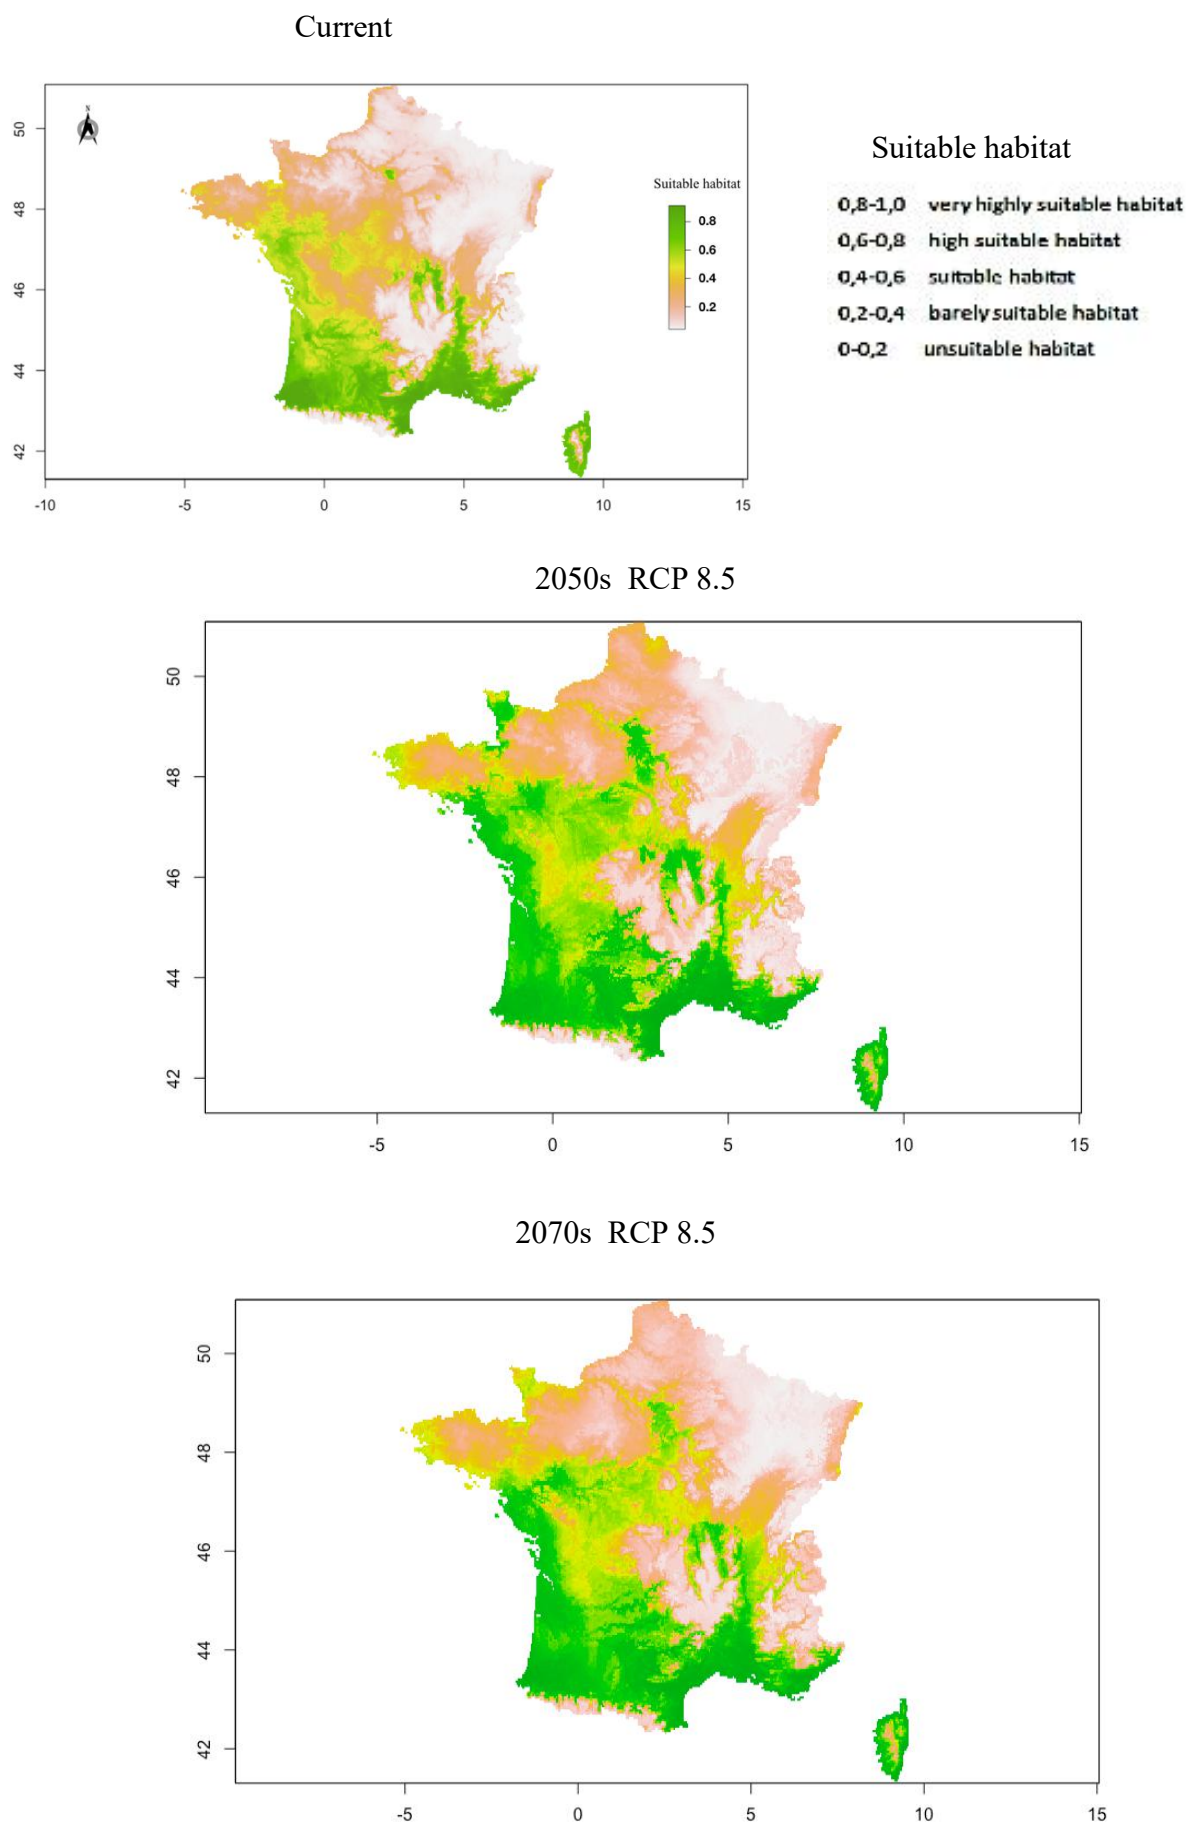 Current
N
Suitable habitat
0.8
0.6
0.4
0.2
50
48
46
44
42
-10 -5 0 5 10 15
Suitable habitat
0,8-1,0 very highly suitable habitat
0,6-0,8 high suitable habitat
0,4-0,6 suitable habitat
0,2-0,4 barely suitable habitat
0-0,2 unsuitable habitat
2050s RCP 8.5
50
48
46
44
42
-5 0 5 10 15
2070s RCP 8.5
50
48
46
44
42
-5 0 5 10 15